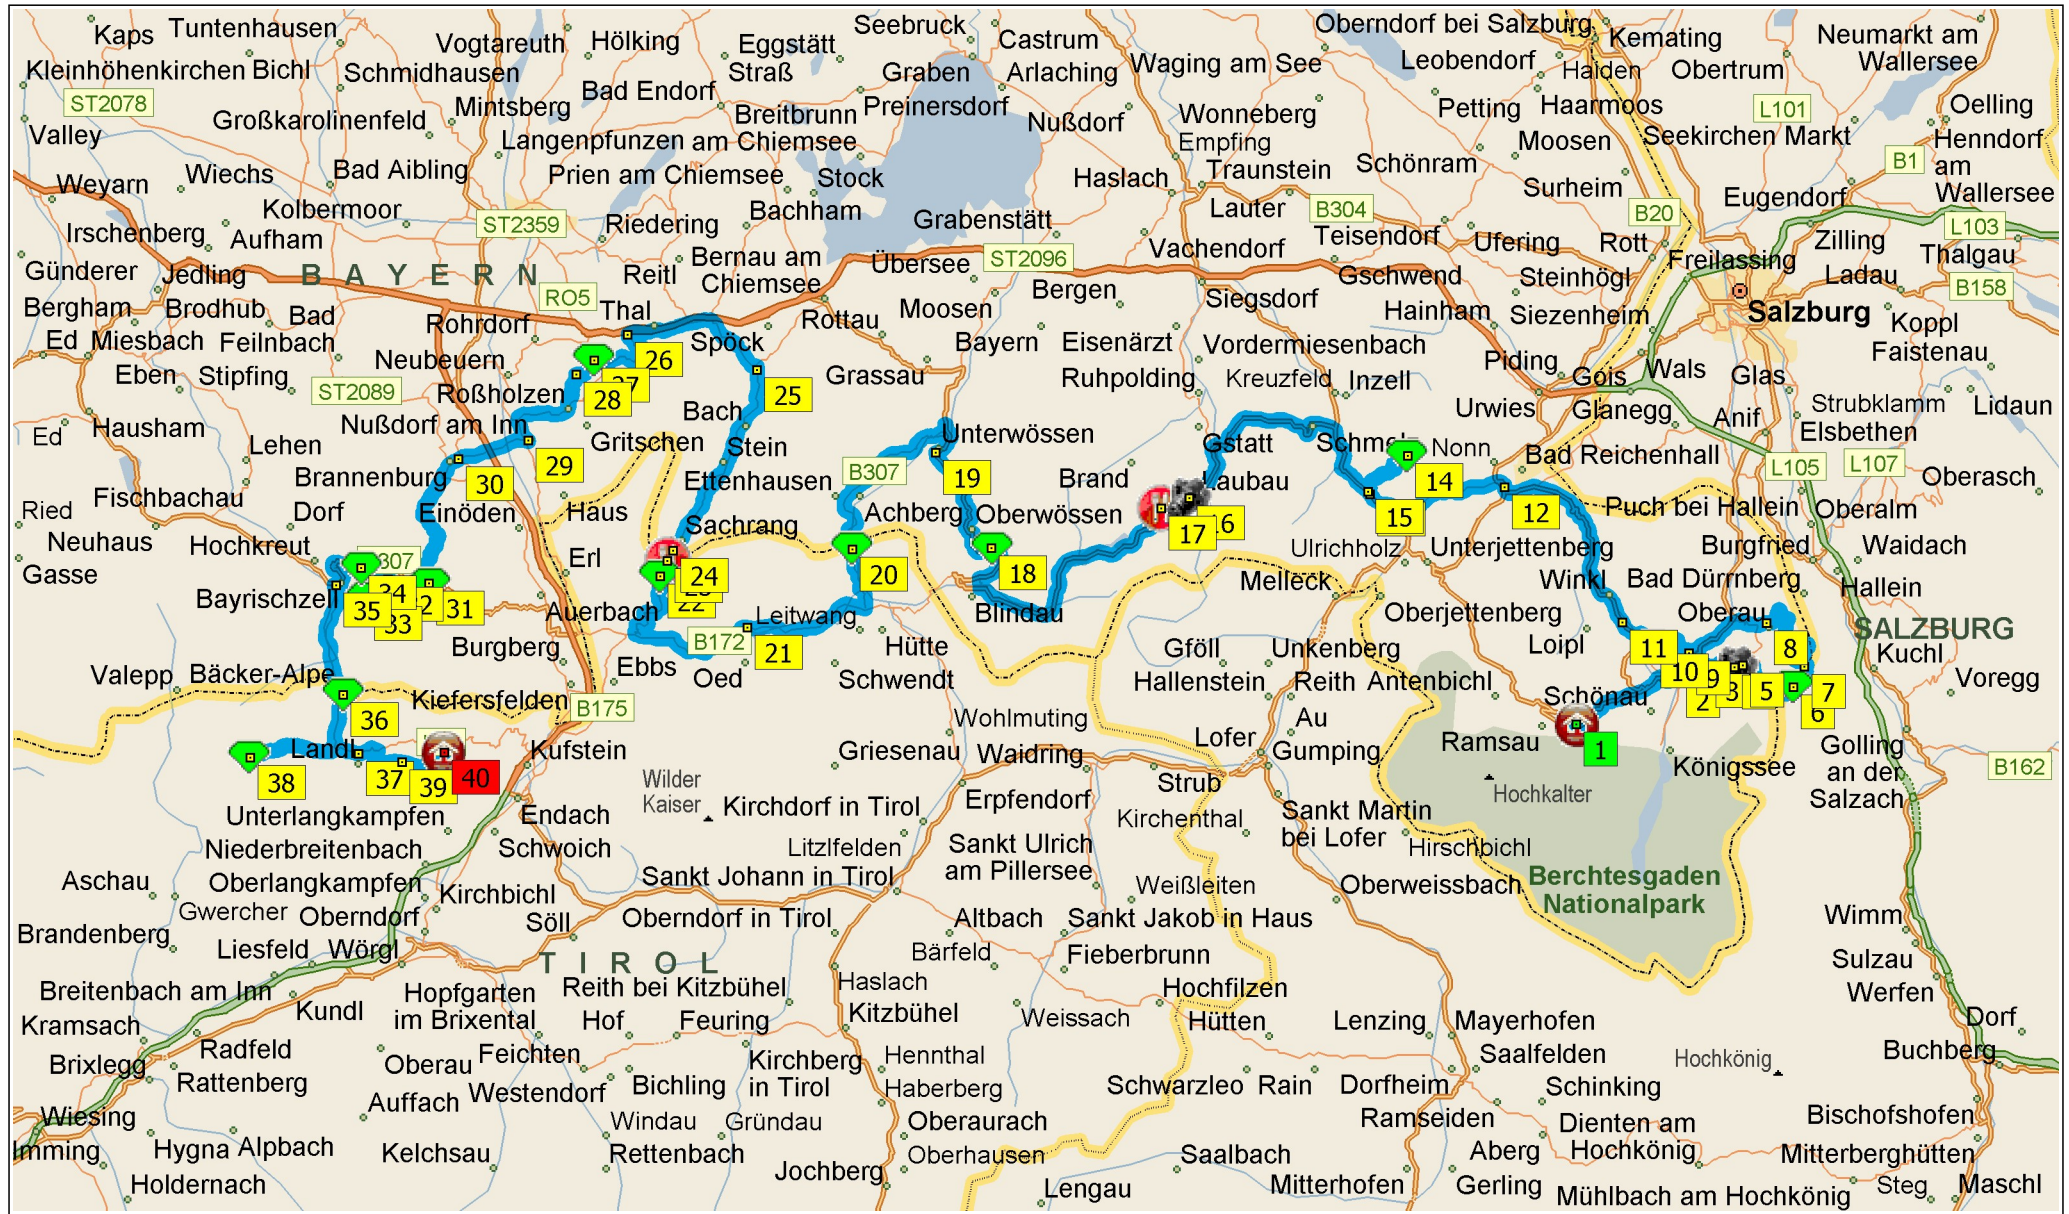 Kaps
Tuntenhausen
Vogtareuth
Hölking
Eggstätt
Seebruck
Castrum
Oberndorf bei Salzburg
Kemating
Neumarkt am
Wallersee
Kleinhöhenkirchen
Bichl
Schmidhausen
Straß
Graben
Arlaching
Waging am See
Leobendorf
Haiden
Obertrum
ST2078
Mintsberg
Bad Endorf
Breitbrunn
am Chiemsee
Preinersdorf
Nußdorf
Wonneberg
Petting
Haarmoos
L101
Oelling
Valley
Großkarolinenfeld
Langenpfunzen
Empfing
Moosen
Seekirchen Markt
Henndorf
am
Wallersee
Weyarn
Wiechs
Bad Aibling
Prien am Chiemsee
Stock
Haslach
Traunstein
Schönram
B1
Kolbermoor
ST2359
Riedering
Bachham
Grabenstätt
Lauter
B304
Surheim
B20
Eugendorf
L103
Irschenberg
Aufham
Vachendorf
Teisendorf
Ufering
Rott
Freilassing
Zilling
Thalgau
Günderer
Jedling
BAYERN
Reitl
Bernau am
Chiemsee
Übersee
ST2096
Gschwend
Steinhögl
Ladau
B158
Bergham
Brodhub
Bad
Feilnbach
RO5
Thal
Moosen
Bergen
Siegsdorf
Hainham
Siezenheim
Salzburg
Koppl
Ed
Miesbach
Rohrdorf
Spöck
Rottau
Bayern
Eisenärzt
Vordermiesenbach
Piding
Faistenau
Eben
Stipfing
Neubeuern
26
Grassau
Ruhpolding
Kreuzfeld
Inzell
Gois
Wals
Glas
ST2089
Roßholzen
27
28
25
Urwies
Glanegg
Anif
Strubklamm
Lidaun
Ed
Hausham
Nußdorf am Inn
Bach
Unterwössen
Elsbethen
Lehen
Gritschen
Stein
Gstatt
Nonn
Bad Reichenhall
Brannenburg
29
30
Ettenhausen
B307
19
Brand
Laubau
14
L105
L107
Oberasch
Fischbachau
Ried
Dorf
Einöden
Haus
Sachrang
Achberg
Oberwössen
17
15
12
Puch bei Hallein
Oberalm
Neuhaus
Hochkreut
Erl
Ulrichholz
Unterjettenberg
Burgfried
Waidach
Gasse
24
20
18
Melleck
Winkl
Bad Dürrnberg
Hallein
Bayrischzell
34
35
33
31
Auerbach
22
Leitwang
Blindau
Oberjettenberg
Oberau
SALZBURG
Burgberg
B172
21
Hütte
Gföll
Unkenberg
Loipl
11
8
Kuchl
Valepp
Bäcker-Alpe
Ebbs
Oed
Schwendt
Hallenstein
Reith
Antenbichl
10
9
2
3
5
7
6
Voregg
Kiefersfelden
B175
Schönau
36
Wohlmuting
Au
Landl
Kufstein
Griesenau
Waidring
Lofer
Gumping
Ramsau
1
Königssee
Golling
an der
Salzach
B162
38
37
39
40
Wilder
Kaiser
Strub
Hochkalter
Unterlangkampfen
Endach
Kirchdorf in Tirol
Erpfendorf
Kirchenthal
Sankt Martin
bei Lofer
Niederbreitenbach
Schwoich
Litzlfelden
Sankt Ulrich
am Pillersee
Hirschbichl
Aschau
Oberlangkampfen
Kirchbichl
Sankt Johann in Tirol
Weißleiten
Oberweissbach
Berchtesgaden
Nationalpark
Gwercher
Oberndorf
Söll
Oberndorf in Tirol
Altbach
Sankt Jakob in Haus
Wimm
Brandenberg
Liesfeld
Wörgl
TIROL
Bärfeld
Fieberbrunn
Sulzau
Breitenbach am Inn
Kundl
Hopfgarten
im Brixental
Reith bei Kitzbühel
Haslach
Hochfilzen
Werfen
Kramsach
Hof
Feuring
Kitzbühel
Weissach
Hütten
Lenzing
Mayerhofen
Dorf
Brixlegg
Radfeld
Oberau
Feichten
Kirchberg
in Tirol
Hennthal
Saalfelden
Hochkönig
Buchberg
Rattenberg
Westendorf
Bichling
Haberberg
Schwarzleo
Rain
Dorfheim
Schinking
Wiesing
Auffach
Windau
Gründau
Oberaurach
Ramseiden
Dienten am
Hochkönig
Bischofshofen
Imming
Hygna
Alpbach
Kelchsau
Rettenbach
Oberhausen
Saalbach
Aberg
Mitterberghütten
Holdernach
Jochberg
Lengau
Mitterhofen
Gerling
Mühlbach am Hochkönig
Steg
Maschl